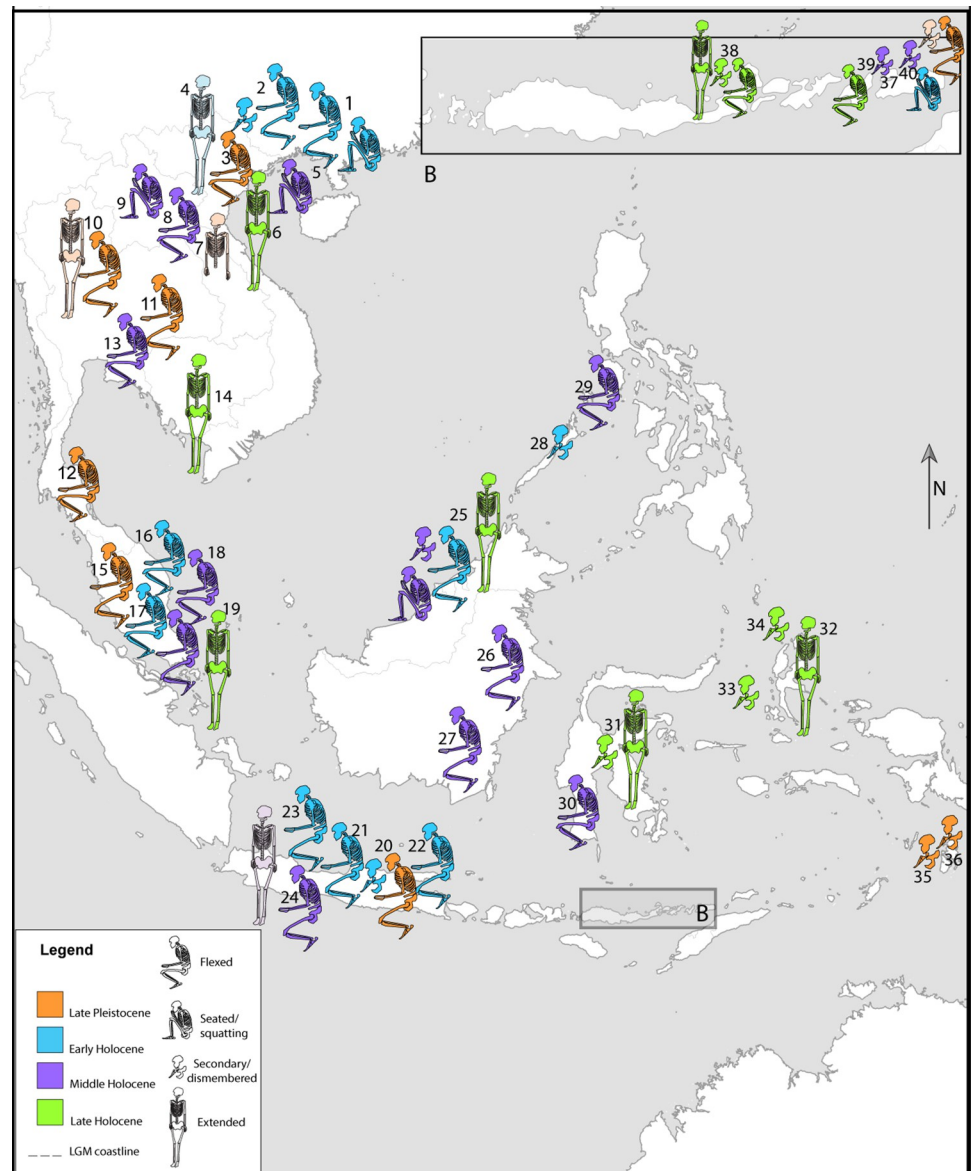 38
39
37
40
B
4
2
1
3
5
9
8
7
6
10
11
13
14
29
28
12
25
16
18
15
17
19
26
34
32
33
27
31
30
23
21
20
22
24
35
36
B
N
Legend
Flexed
Late Pleistocene
Seated/
squatting
Early Holocene
Secondary/
dismembered
Middle Holocene
Late Holocene
Extended
LGM coastline